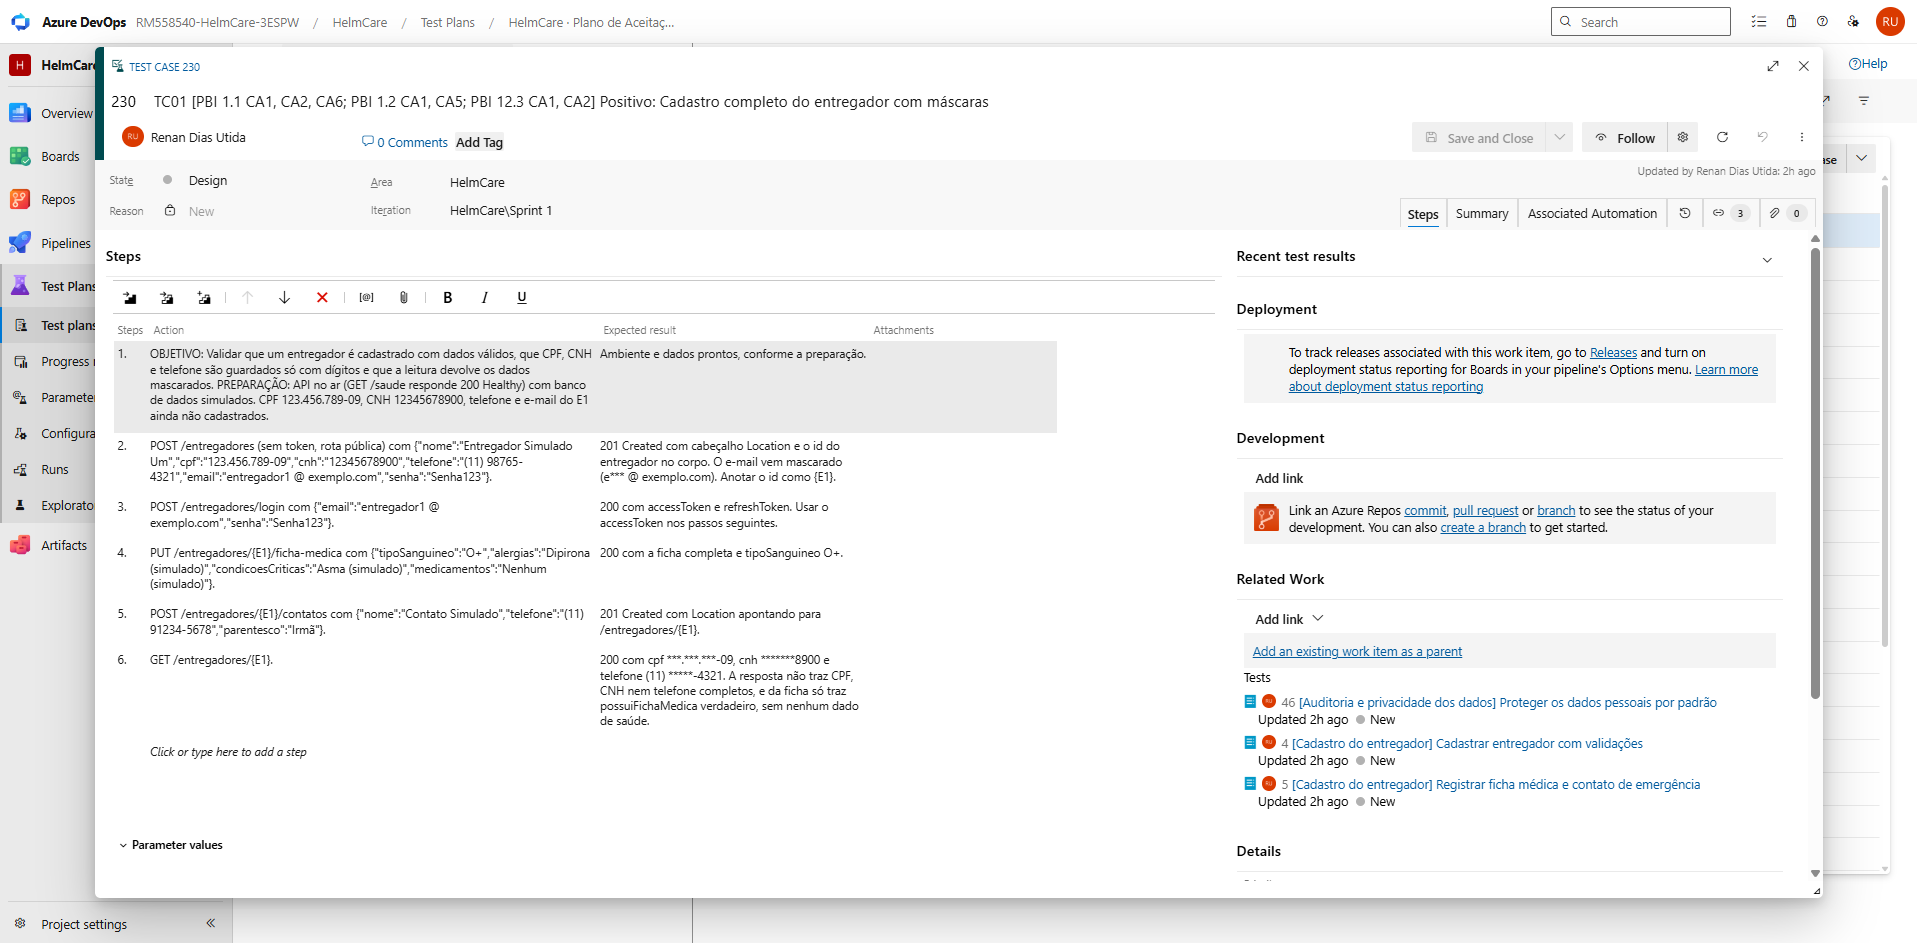 Azure DevOps RM558540-HelmCare-3ESPW / HelmCare / Test Plans / HelmCare · Plano de Aceitaç...
Search
RU
H HelmCare
Overview
Boards
Repos
Pipelines
Test Plans
Test plans
Progress
Parameter
Configura
Runs
Explorato
Artifacts
Project settings
Help
TEST CASE 230
230 TC01 [PBI 1.1 CA1, CA2, CA6; PBI 1.2 CA1, CA5; PBI 12.3 CA1, CA2] Positivo: Cadastro completo do entregador com máscaras
RU Renan Dias Utida
0 Comments Add Tag
Save and Close
Follow
State Design
Area HelmCare
Updated by Renan Dias Utida: 2h ago
Reason New
Iteration HelmCare\Sprint 1
Steps Summary Associated Automation 3 0
Steps
B I U
Steps Action Expected result Attachments
1. OBJETIVO: Validar que um entregador é cadastrado com dados válidos, que CPF, CNH
e telefone são guardados só com dígitos e que a leitura devolve os dados
mascarados. PREPARAÇÃO: API no ar (GET /saude responde 200 Healthy) com banco
de dados simulados. CPF 123.456.789-09, CNH 12345678900, telefone e e-mail do E1
ainda não cadastrados.
Ambiente e dados prontos, conforme a preparação.
2. POST /entregadores (sem token, rota pública) com {"nome":"Entregador Simulado
Um","cpf":"123.456.789-09","cnh":"12345678900","telefone":"(11) 98765-
4321","email":"entregador1 @ exemplo.com","senha":"Senha123"}.
201 Created com cabeçalho Location e o id do
entregador no corpo. O e-mail vem mascarado
(e*** @ exemplo.com). Anotar o id como {E1}.
3. POST /entregadores/login com {"email":"entregador1 @
exemplo.com","senha":"Senha123"}.
200 com accessToken e refreshToken. Usar o
accessToken nos passos seguintes.
4. PUT /entregadores/{E1}/ficha-medica com {"tipoSanguineo":"O+","alergias":"Dipirona
(simulado)","condicoesCriticas":"Asma (simulado)","medicamentos":"Nenhum
(simulado)"}.
200 com a ficha completa e tipoSanguineo O+.
5. POST /entregadores/{E1}/contatos com {"nome":"Contato Simulado","telefone":"(11)
91234-5678","parentesco":"Irmã"}.
201 Created com Location apontando para
/entregadores/{E1}.
6. GET /entregadores/{E1}.
200 com cpf ***.***.***-09, cnh *******8900 e
telefone (11) *****-4321. A resposta não traz CPF,
CNH nem telefone completos, e da ficha só traz
possuiFichaMedica verdadeiro, sem nenhum dado
de saúde.
Click or type here to add a step
Parameter values
Recent test results
Deployment
To track releases associated with this work item, go to Releases and turn on
deployment status reporting for Boards in your pipeline's Options menu. Learn more
about deployment status reporting
Development
Add link
Link an Azure Repos commit, pull request or branch to see the status of your
development. You can also create a branch to get started.
Related Work
Add link
Add an existing work item as a parent
Tests
46 [Auditoria e privacidade dos dados] Proteger os dados pessoais por padrão
Updated 2h ago New
4 [Cadastro do entregador] Cadastrar entregador com validações
Updated 2h ago New
5 [Cadastro do entregador] Registrar ficha médica e contato de emergência
Updated 2h ago New
Details